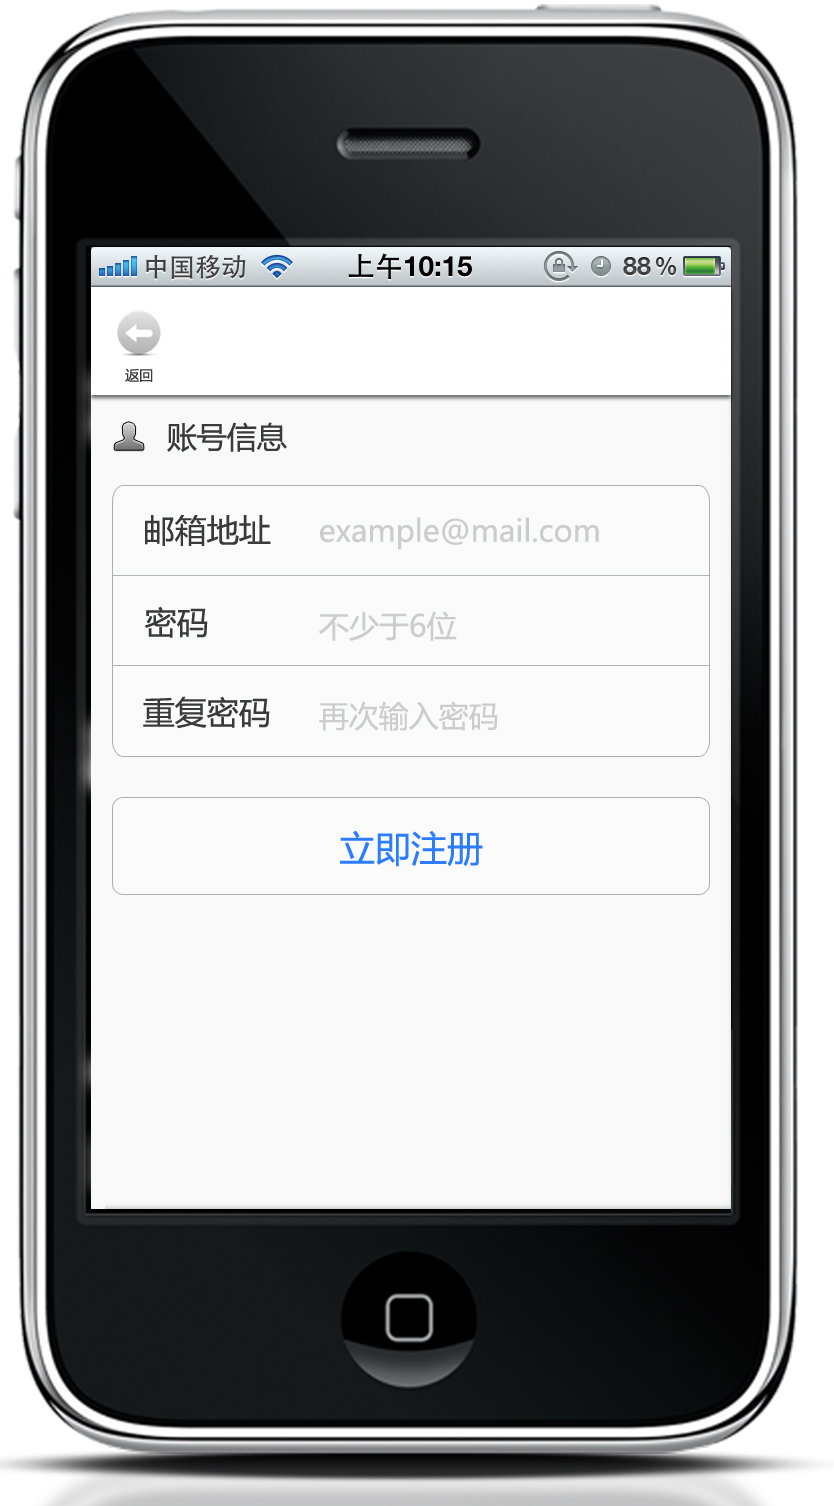 中国移动 上午10:15 88%
返回
账号信息
邮箱地址 example@mail.com
密码 不少于6位
重复密码 再次输入密码
立即注册